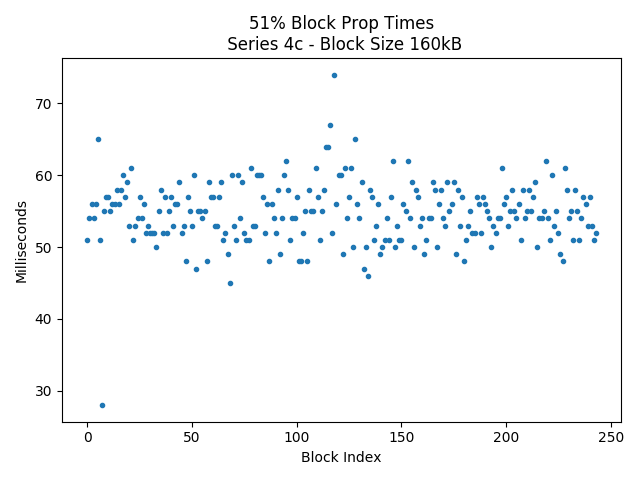 51% Block Prop Times
Series 4c - Block Size 160kB
70
60
50
40
30
Milliseconds
0 50 100 150 200 250
Block Index